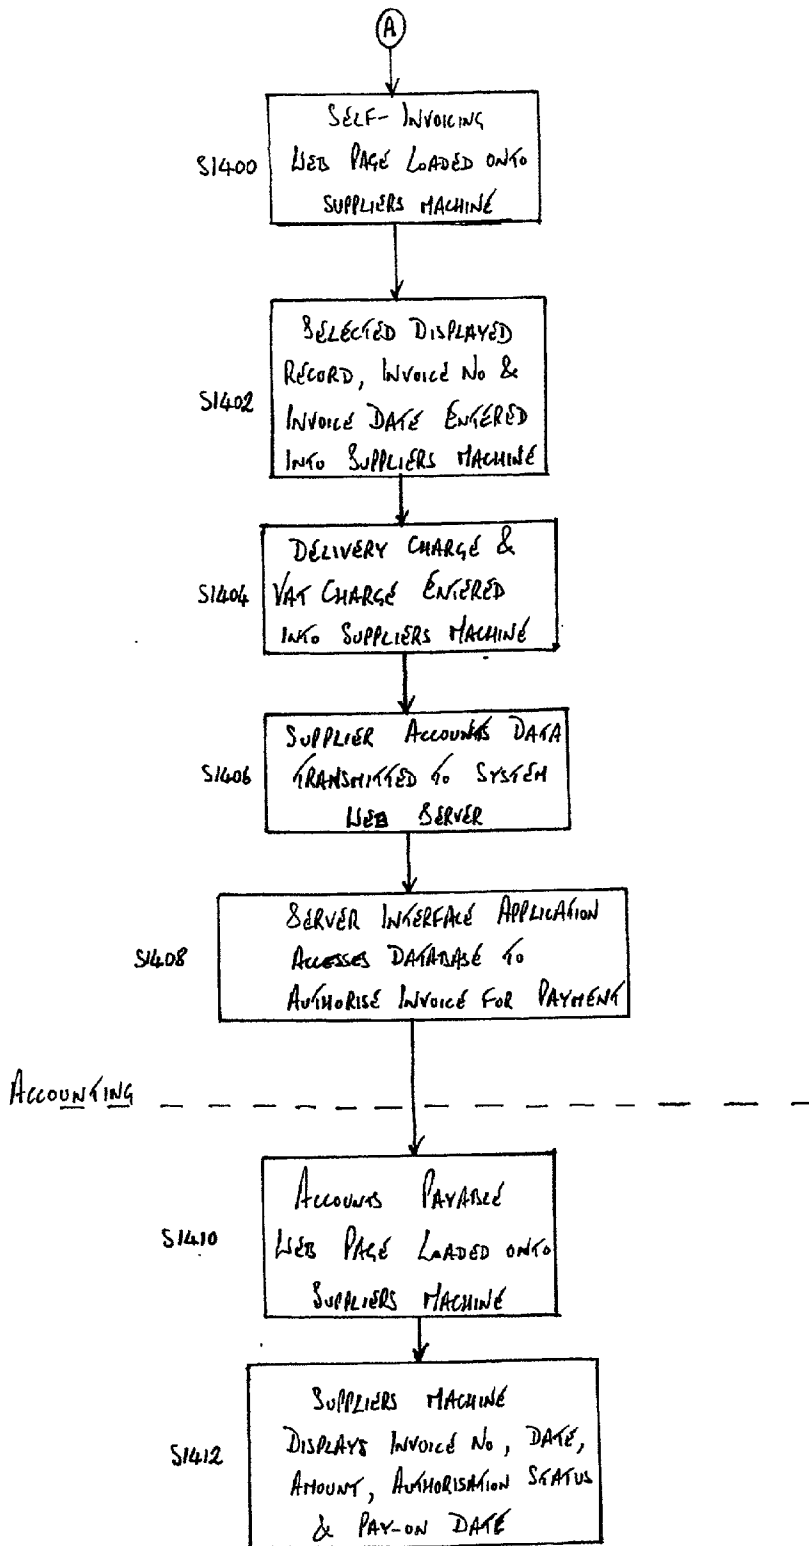 A
SELF-INVOICING
S1400
WEB PAGE LOADED ONTO
SUPPLIERS MACHINE
SELECTED DISPLAYED
RECORD, INVOICE NO &
S1402
INVOICE DATE ENTERED
INTO SUPPLIERS MACHINE
DELIVERY CHARGE &
S1404
VAT CHARGE ENTERED
INTO SUPPLIERS MACHINE
SUPPLIER ACCOUNTS DATA
S1406
TRANSMITTED TO SYSTEM
WEB SERVER
SERVER INTERFACE APPLICATION
S1408
ACCESSES DATABASE TO
AUTHORISE INVOICE FOR PAYMENT
ACCOUNTING
ACCOUNTS PAYABLE
S1410
WEB PAGE LOADED ONTO
SUPPLIERS MACHINE
SUPPLIERS MACHINE
S1412
DISPLAYS INVOICE NO, DATE,
AMOUNT, AUTHORISATION STATUS
& PAY-ON DATE